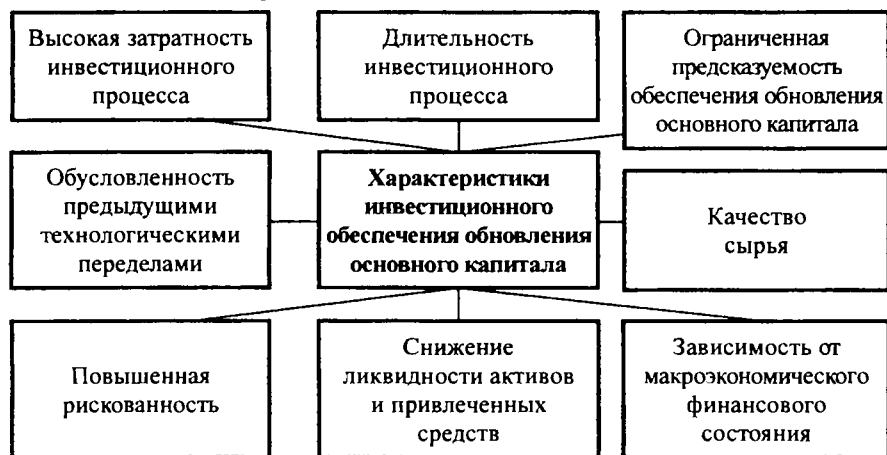 Высокая затратность
инвестиционного
процесса
Длительность
инвестиционного
процесса
Ограниченная
предсказуемость
обеспечения обновления
основного капитала
Обусловленность
предыдущими
технологическими
переделами
Характеристики
инвестиционного
обеспечения обновления
основного капитала
Качество
сырья
Повышенная
рискованность
Снижение
ликвидности активов
и привлеченных
средств
Зависимость от
макроэкономического
финансового
состояния